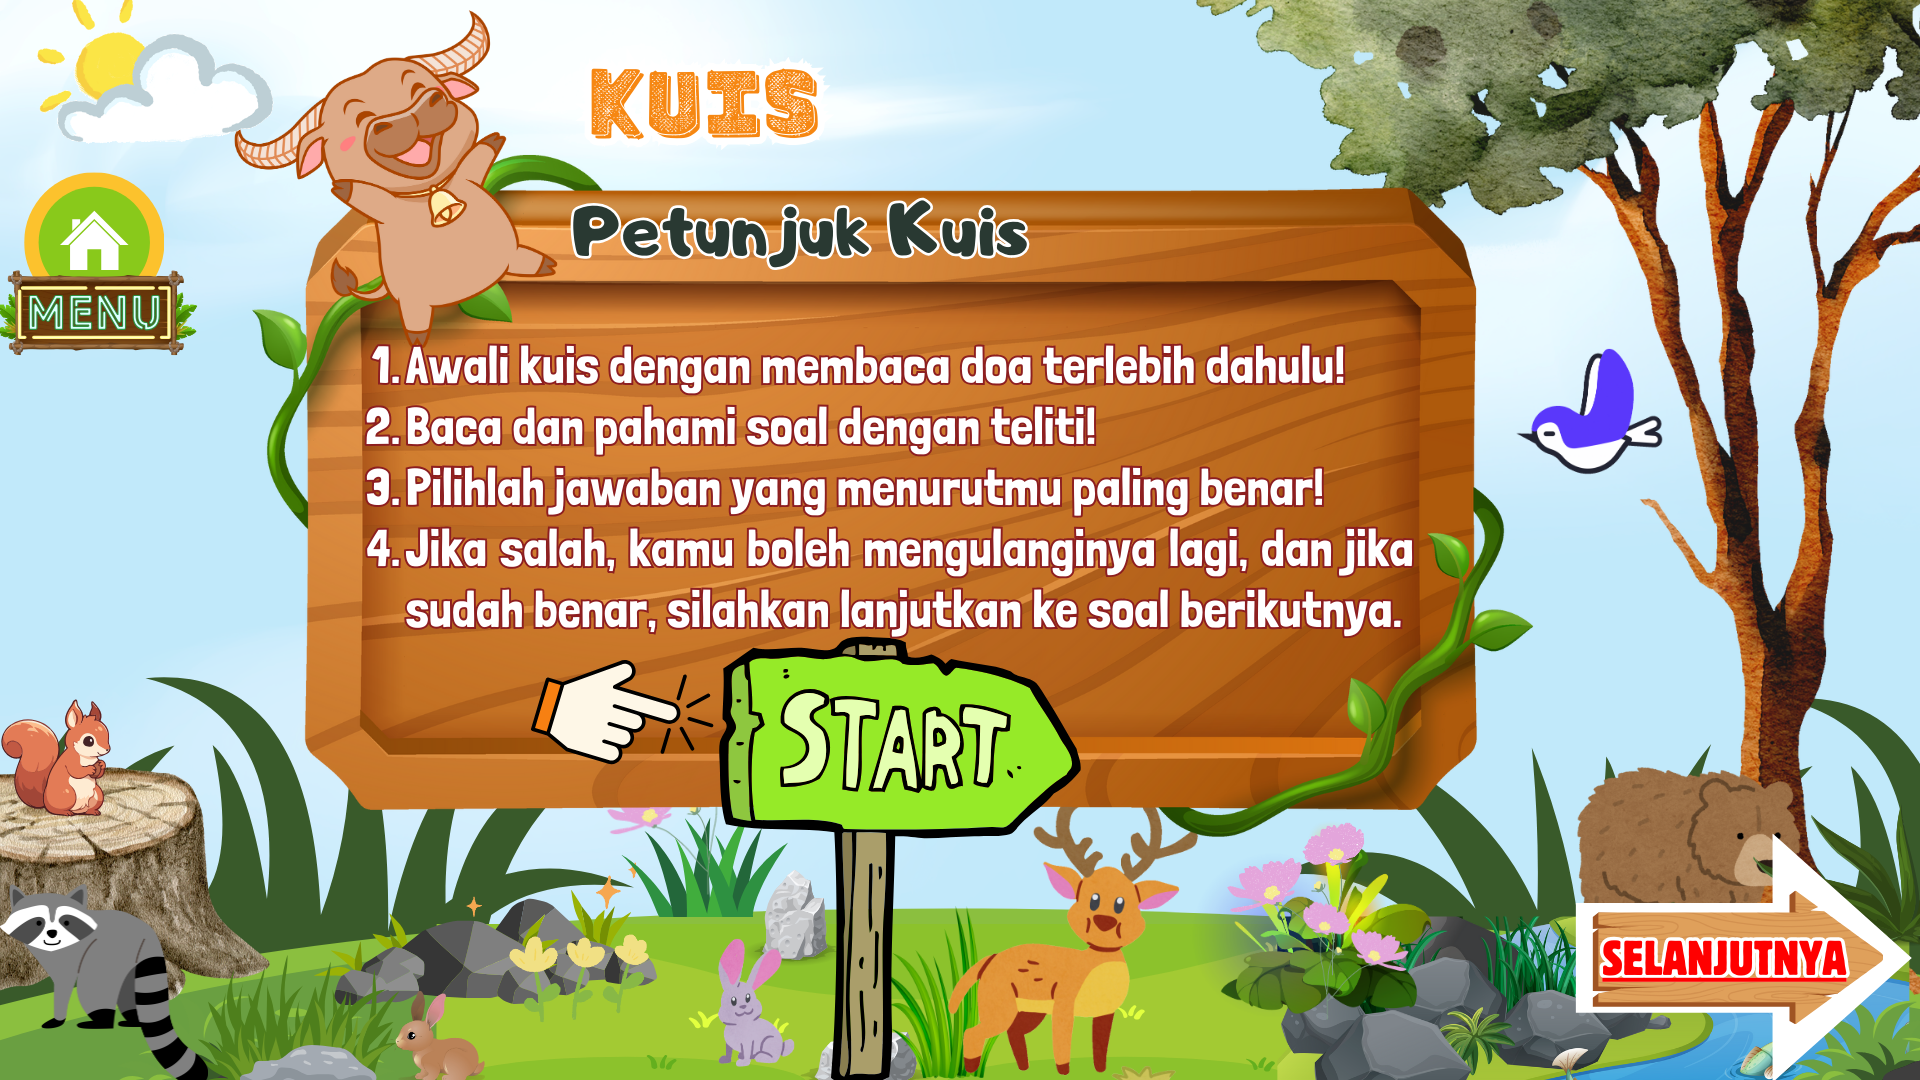 KUIS
Petunjuk Kuis
MENU
1. Awali kuis dengan membaca doa terlebih dahulu!
2. Baca dan pahami soal dengan teliti!
3. Pilihlah jawaban yang menurutmu paling benar!
4. Jika salah, kamu boleh mengulanginya lagi, dan jika
sudah benar, silahkan lanjutkan ke soal berikutnya.
START
SELANJUTNYA